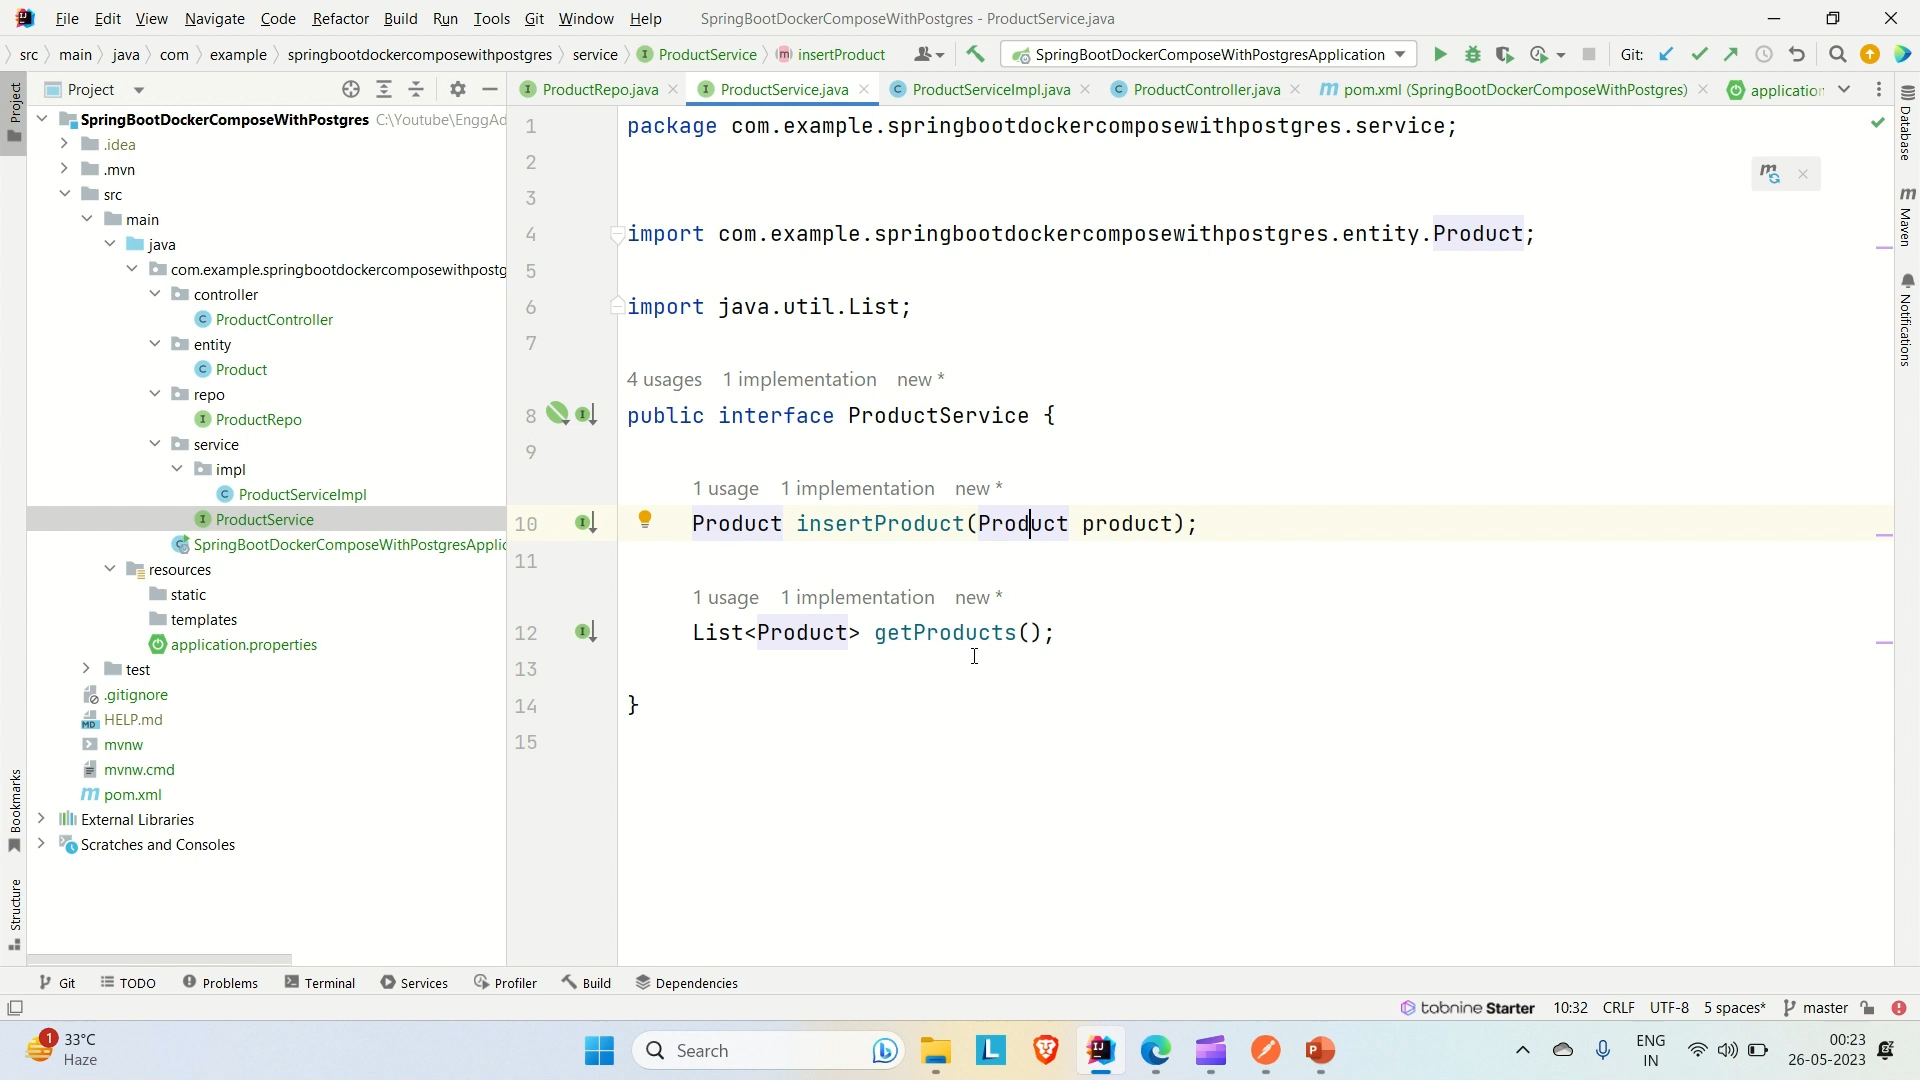 File Edit View Navigate Code Refactor Build Run Tools Git Window Help SpringBootDockerComposeWithPostgres - ProductService.java
src main java com example springbootdockercomposewithpostgres service ProductService insertProduct SpringBootDockerComposeWithPostgresApplication Git:
Project
ProductRepo.java ProductService.java ProductServiceImpl.java ProductController.java pom.xml (SpringBootDockerComposeWithPostgres) application
Project
SpringBootDockerComposeWithPostgres C:\Youtube\EnggAd
.idea
.mvn
src
main
java
com.example.springbootdockercomposewithpostg
controller
ProductController
entity
Product
repo
ProductRepo
service
impl
ProductServiceImpl
ProductService
SpringBootDockerComposeWithPostgresApplic
resources
static
templates
application.properties
test
.gitignore
HELP.md
mvnw
mvnw.cmd
pom.xml
External Libraries
Scratches and Consoles
Bookmarks
Structure
1 package com.example.springbootdockercomposewithpostgres.service;
2
3
4 import com.example.springbootdockercomposewithpostgres.entity.Product;
5
6 import java.util.List;
7
4 usages 1 implementation new *
8 public interface ProductService {
9
1 usage 1 implementation new *
10 Product insertProduct(Product product);
11
1 usage 1 implementation new *
12 List<Product> getProducts();
13
14 }
15
Database
Maven
Notifications
Git TODO Problems Terminal Services Profiler Build Dependencies
tabnine Starter 10:32 CRLF UTF-8 5 spaces* master
1 33°C
Haze
Search
ENG
IN
00:23
26-05-2023